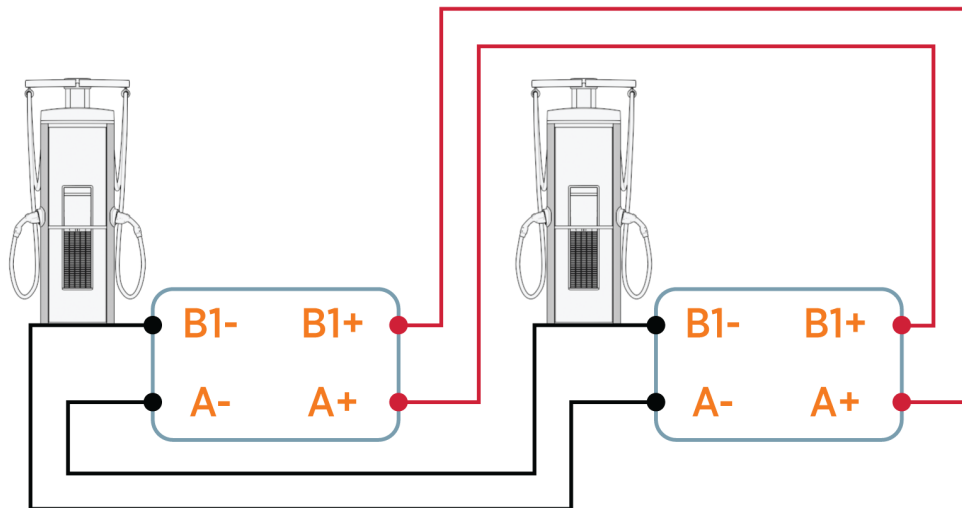 B1- B1+ B1- B1+
A- A+ A- A+